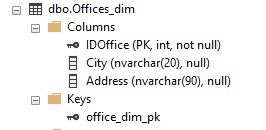 dbo.Offices_dim
Columns
IDOffice (PK, int, not null)
City (nvarchar(20), null)
Address (nvarchar(90), null)
Keys
office_dim_pk